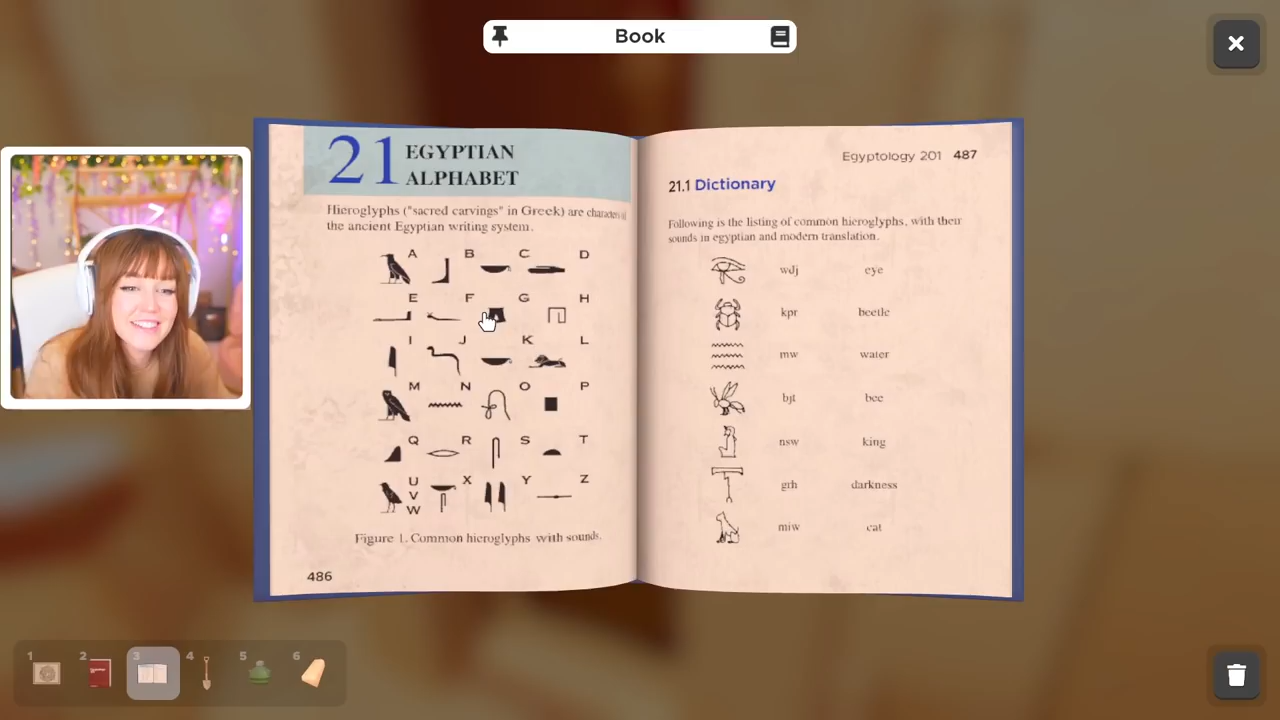 Book
21 EGYPTIAN
ALPHABET
Hieroglyphs ("sacred carvings" in Greek) are characters of
the ancient Egyptian writing system.
A B C D
E F G H
I J K L
M N O P
Q R S T
U V W X Y Z
Figure 1. Common hieroglyphs with sounds.
486
Egyptology 201 487
21.1 Dictionary
Following is the listing of common hieroglyphs, with their
sounds in egyptian and modern translation.
wdj eye
kpr beetle
mw water
bjt bee
nsw king
grh darkness
miw cat
1 2 3 4 5 6